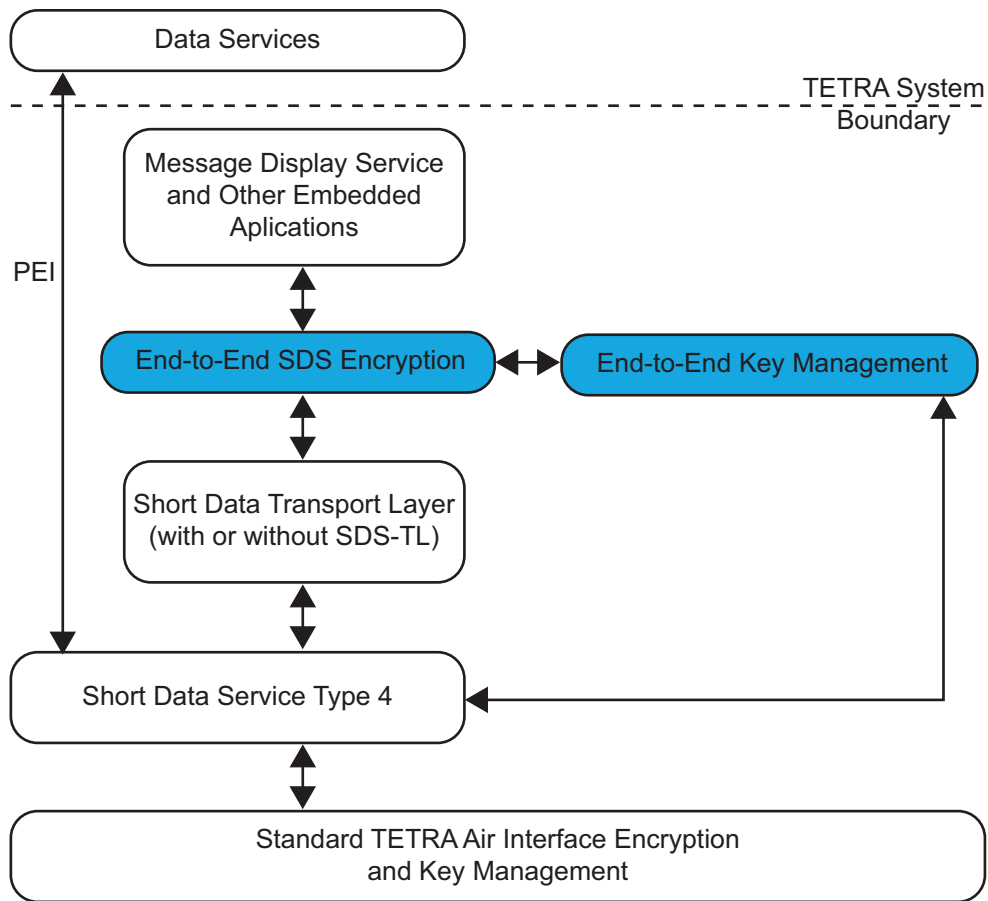 Data Services
TETRA System
Boundary
Message Display Service
and Other Embedded
Aplications
PEI
End-to-End SDS Encryption
End-to-End Key Management
Short Data Transport Layer
(with or without SDS-TL)
Short Data Service Type 4
Standard TETRA Air Interface Encryption
and Key Management